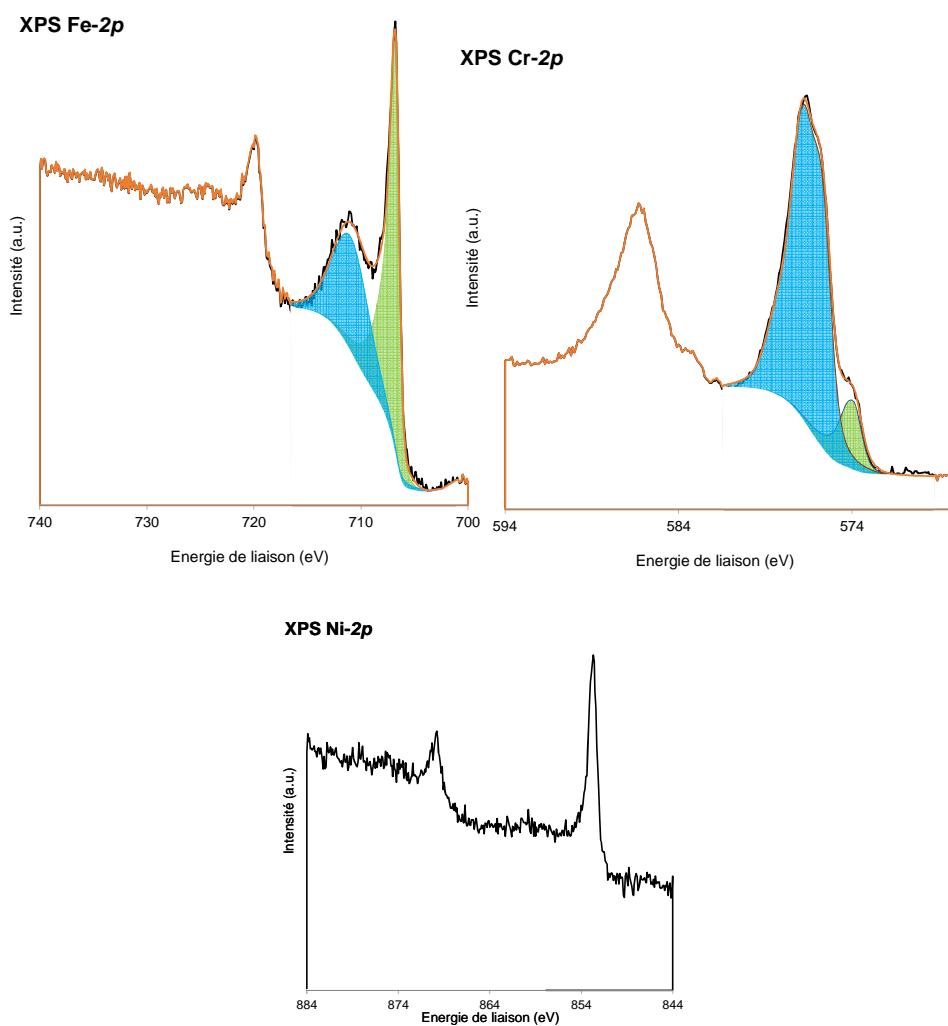 XPS Fe-2p
Intensité (a.u.)
740 730 720 710 700
Energie de liaison (eV)
XPS Cr-2p
Intensité (a.u.)
594 584 574
Energie de liaison (eV)
XPS Ni-2p
Intensité (a.u.)
884 874 864 854 844
Energie de liaison (eV)